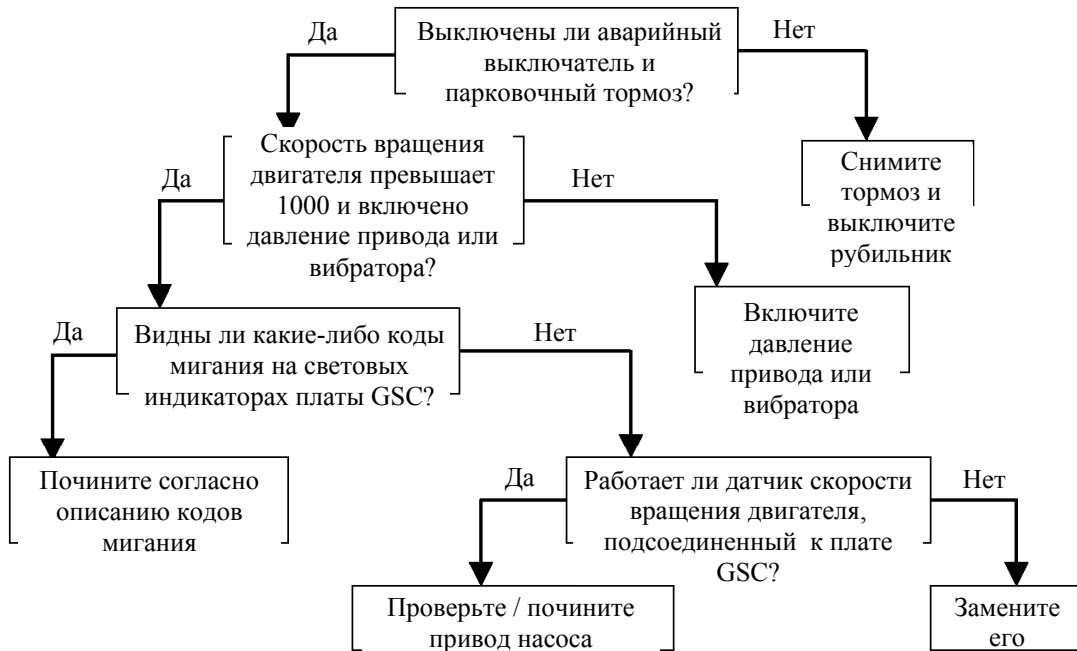 Да
Выключены ли аварийный
выключатель и
парковочный тормоз?
Нет
Снимите
тормоз и
выключите
рубильник
Да
Скорость вращения
двигателя превышает
1000 и включено
давление привода или
вибратора?
Нет
Включите
давление
привода или
вибратора
Да
Видны ли какие-либо коды
мигания на световых
индикаторах платы GSC?
Нет
Почините согласно
описанию кодов
мигания
Да
Работает ли датчик скорости
вращения двигателя,
подсоединенный к плате
GSC?
Нет
Проверьте / почините
привод насоса
Замените
его